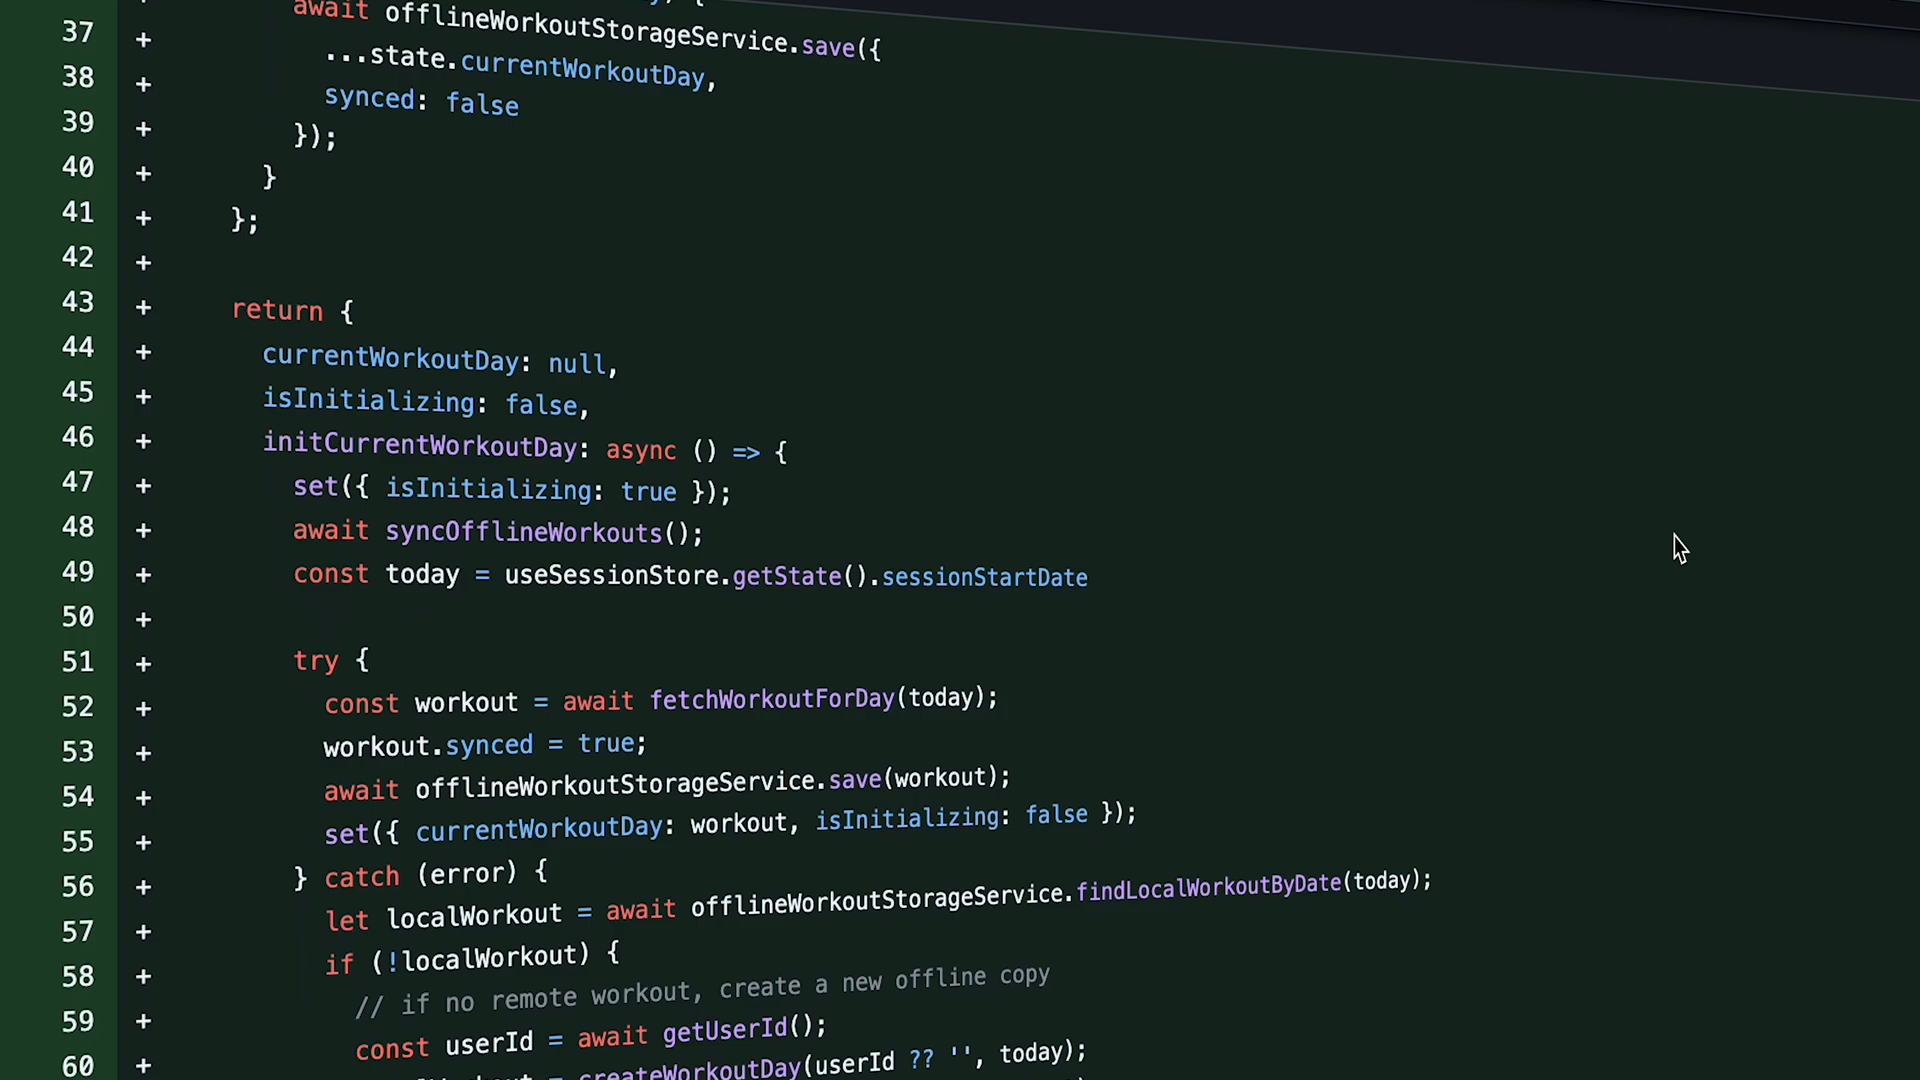 37 + await offlineWorkoutStorageService.save({
38 + ...state.currentWorkoutDay,
39 + synced: false
40 + });
41 + }
42 + };
43 + return {
44 + currentWorkoutDay: null,
45 + isInitializing: false,
46 + initCurrentWorkoutDay: async () => {
47 + set({ isInitializing: true });
48 + await syncOfflineWorkouts();
49 + const today = useSessionStore.getState().sessionStartDate
50 +
51 + try {
52 + const workout = await fetchWorkoutForDay(today);
53 + workout.synced = true;
54 + await offlineWorkoutStorageService.save(workout);
55 + set({ currentWorkoutDay: workout, isInitializing: false });
56 + } catch (error) {
57 + let localWorkout = await offlineWorkoutStorageService.findLocalWorkoutByDate(today);
58 + if (!localWorkout) {
59 + // if no remote workout, create a new offline copy
60 + const userId = await getUserId();
createWorkoutDay(userId ?? '', today);